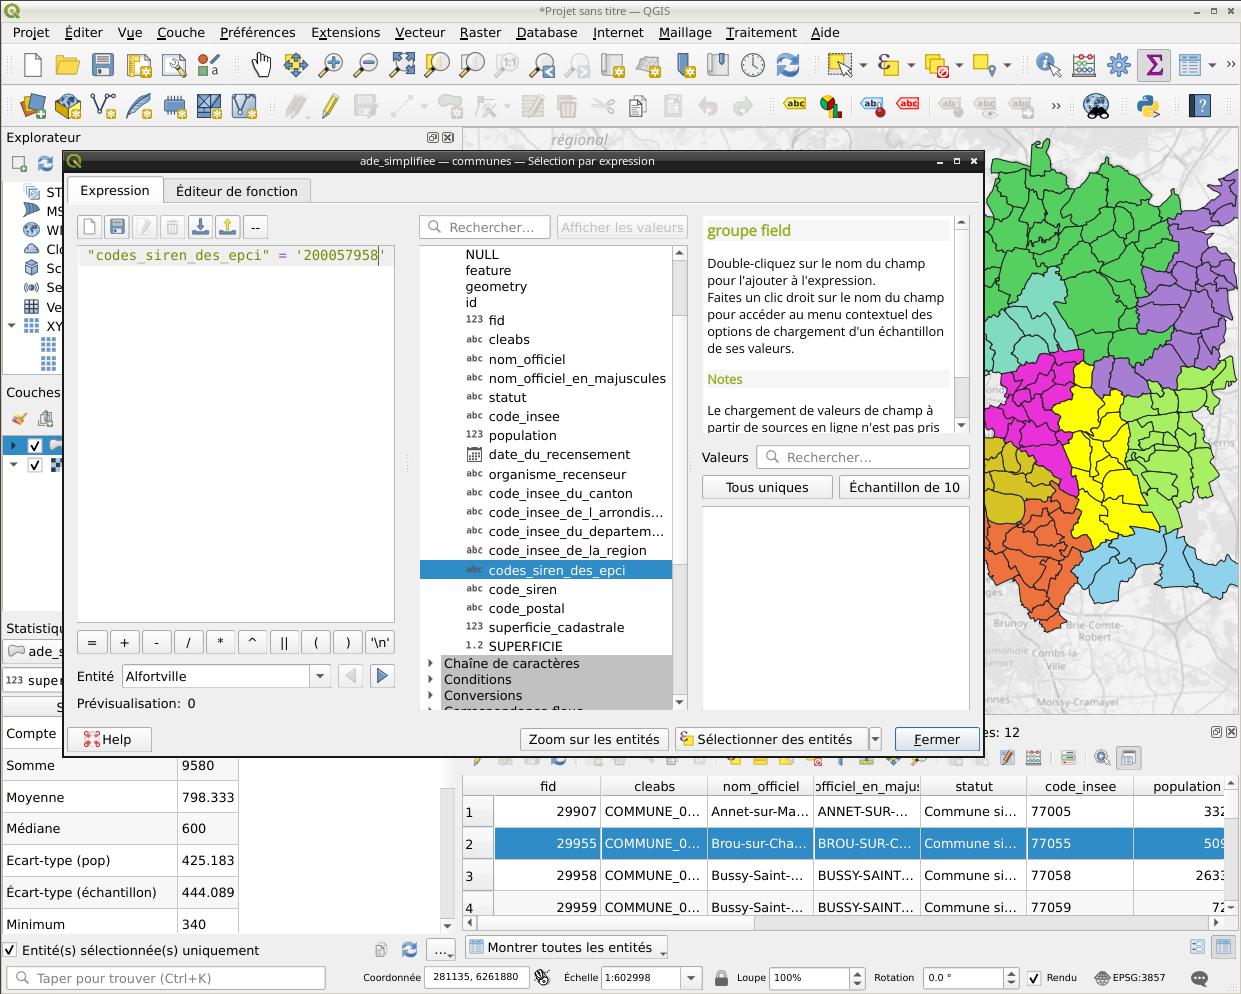 *Projet sans titre — QGIS
Projet Éditer Vue Couche Préférences Extensions Vecteur Raster Database Internet Maillage Traitement Aide
Explorateur
régional
ade_simplifiee — communes — Sélection par expression
Expression
Éditeur de fonction
Rechercher...
Afficher les valeurs
"codes_siren_des_epci" = '200057958'
NULL
feature
geometry
id
123 fid
abc cleabs
abc nom_officiel
abc nom_officiel_en_majuscules
abc statut
abc code_insee
123 population
date_du_recensement
abc organisme_recenseur
abc code_insee_du_canton
abc code_insee_de_l_arrondis...
abc code_insee_du_departem...
abc code_insee_de_la_region
abc codes_siren_des_epci
abc code_siren
abc code_postal
123 superficie_cadastrale
1.2 SUPERFICIE
Chaîne de caractères
Conditions
Conversions
groupe field
Double-cliquez sur le nom du champ
pour l'ajouter à l'expression.
Faites un clic droit sur le nom du champ
pour accéder au menu contextuel des
options de chargement d'un échantillon
de ses valeurs.
Notes
Le chargement de valeurs de champ à
partir de sources en ligne n'est pas pris
Valeurs
Rechercher...
Tous uniques
Échantillon de 10
= + - / * ^ || ( ) '\n'
Entité Alfortville
Prévisualisation: 0
Help
Zoom sur les entités
Sélectionner des entités
Fermer
ST
MS
Clo
Sc
Se
Ve
XY
Couches
Statistiqu
ade_s
123 super
Compte
Somme 9580
Moyenne 798.333
Médiane 600
Ecart-type (pop) 425.183
Écart-type (échantillon) 444.089
Minimum 340
Brunoy
Brie-Comte-
Robert
Combs-la-
Ville
Moissy-Cramayel
es: 12
fid cleabs nom_officiel officiel_en_majus statut code_insee population
1 29907 COMMUNE_0... Annet-sur-Ma... ANNET-SUR-... Commune si... 77005 332
2 29955 COMMUNE_0... Brou-sur-Cha... BROU-SUR-C... Commune si... 77055 509
3 29958 COMMUNE_0... Bussy-Saint-... BUSSY-SAINT... Commune si... 77058 2633
4 29959 COMMUNE_0... Bussy-Saint-... BUSSY-SAINT... Commune si... 77059 72
Entité(s) sélectionnée(s) uniquement
Montrer toutes les entités
Taper pour trouver (Ctrl+K)
Coordonnée 281135, 6261880
Échelle 1:602998
Loupe 100%
Rotation 0.0 °
Rendu
EPSG:3857